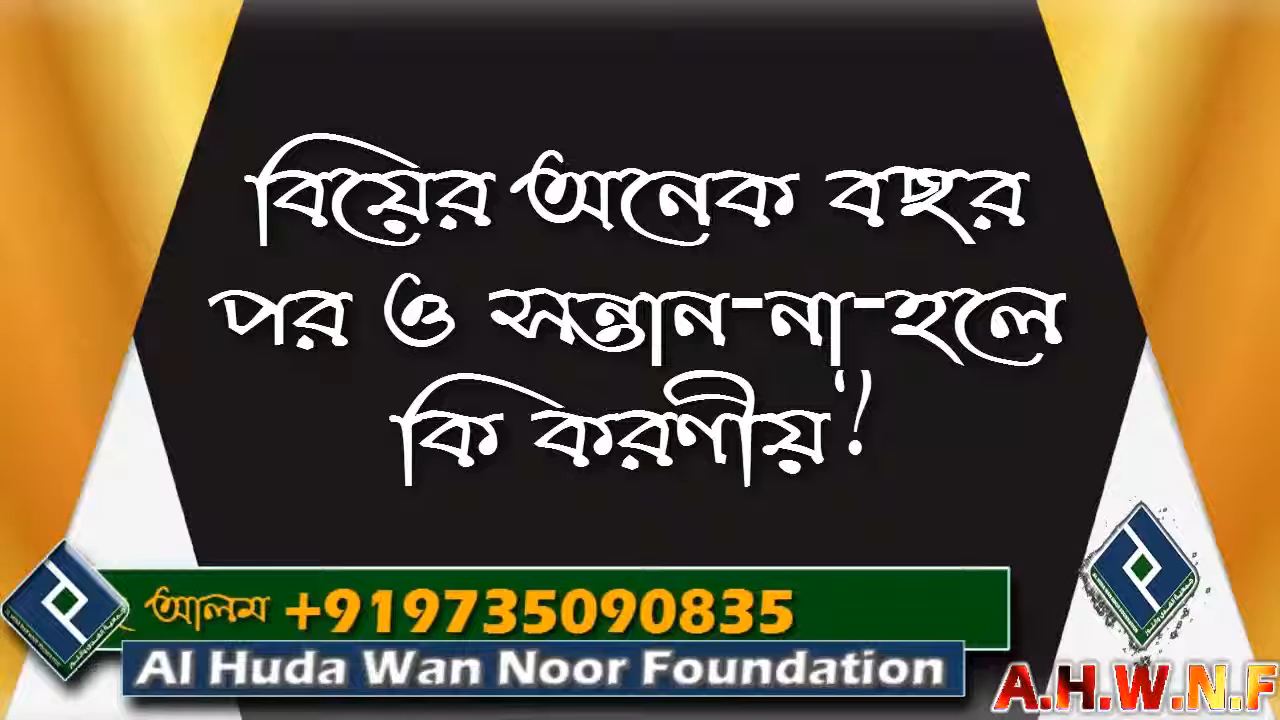 বিয়ের অনেক বছর
পর ও সন্তান-না-হলে
কি করণীয়?
আলম +919735090835
Al Huda Wan Noor Foundation
A.H.W.N.F